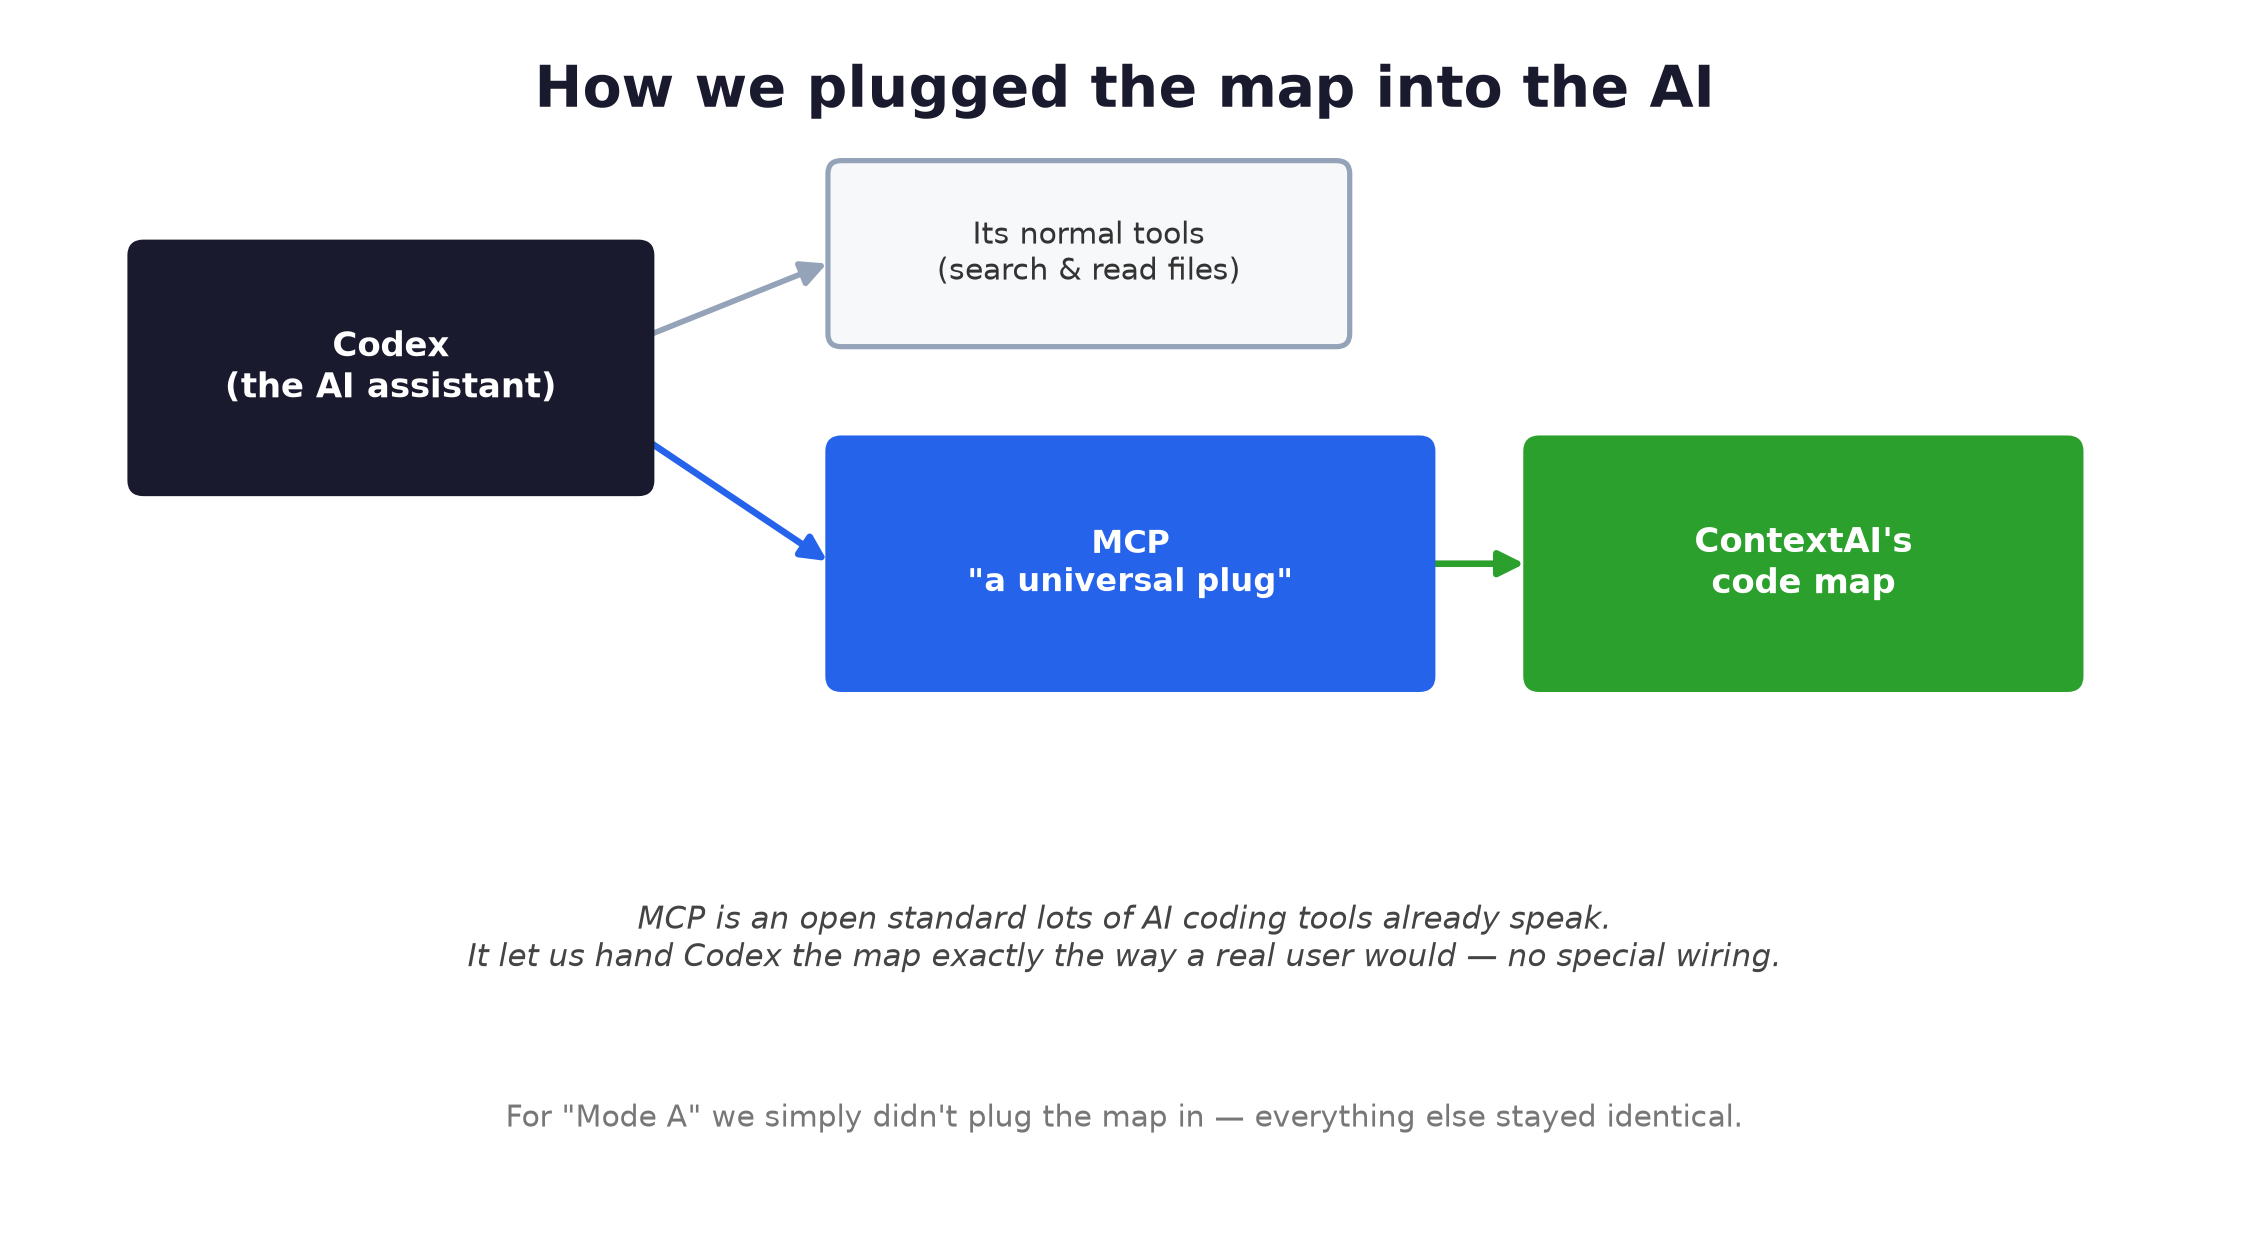 How we plugged the map into the AI
Its normal tools
(search & read files)
Codex
(the AI assistant)
MCP
"a universal plug"
ContextAI's
code map
MCP is an open standard lots of AI coding tools already speak.
It let us hand Codex the map exactly the way a real user would — no special wiring.
For "Mode A" we simply didn't plug the map in — everything else stayed identical.